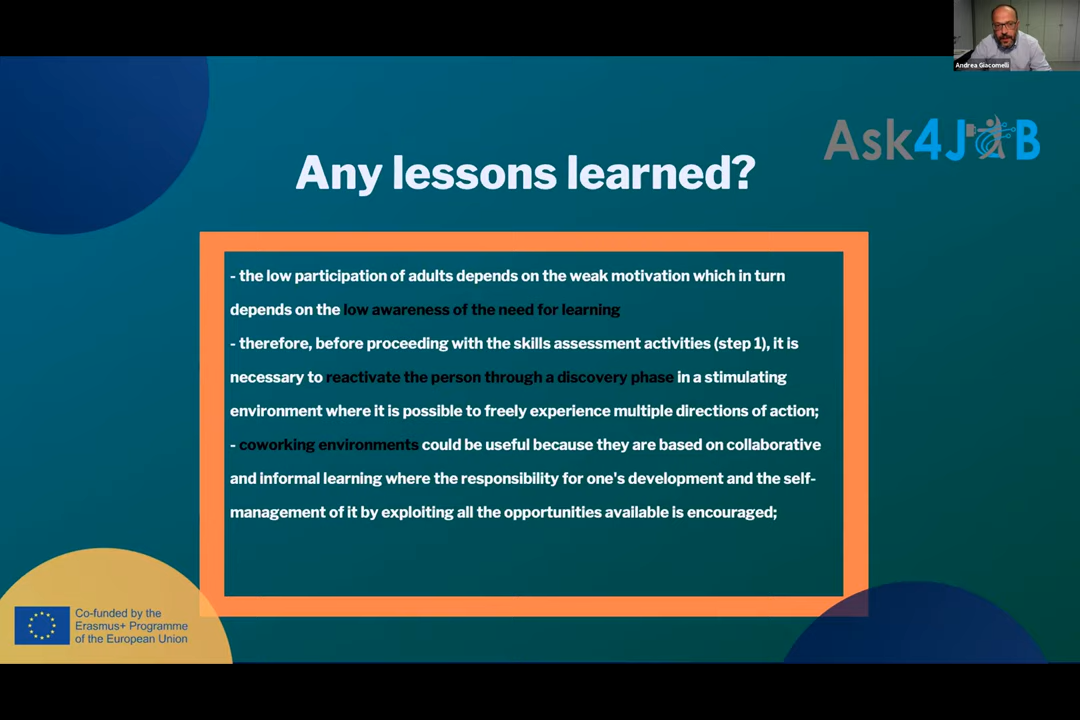 Andrea Giacomelli
Ask4JOB
Any lessons learned?
- the low participation of adults depends on the weak motivation which in turn
depends on the low awareness of the need for learning
- therefore, before proceeding with the skills assessment activities (step 1), it is
necessary to reactivate the person through a discovery phase in a stimulating
environment where it is possible to freely experience multiple directions of action;
- coworking environments could be useful because they are based on collaborative
and informal learning where the responsibility for one's development and the self-
management of it by exploiting all the opportunities available is encouraged;
Co-funded by the
Erasmus+ Programme
of the European Union